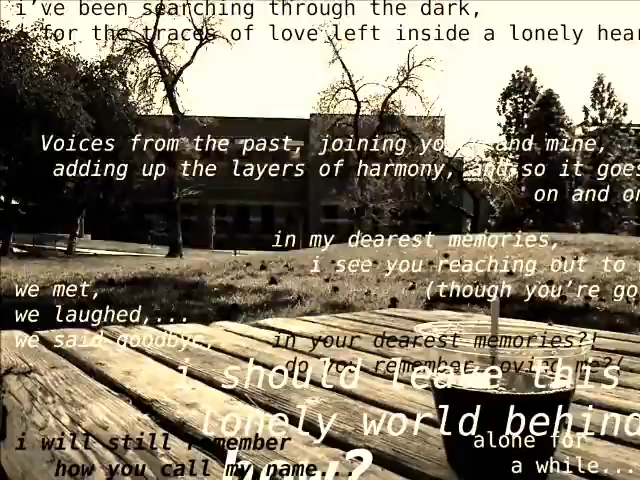 i've been searching through the dark,
for the traces of love left inside a lonely hear
Voices from the past, joining yours and mine,
adding up the layers of harmony, and so it goes
on and on
in my dearest memories,
i see you reaching out to
(though you're go
we met,
we laughed,...
we said goodbye,
in your dearest memories?!
do you remember loving me?!
i should leave this
lonely world behind
i will still remember
how you call my name...
alone for
a while...
how?